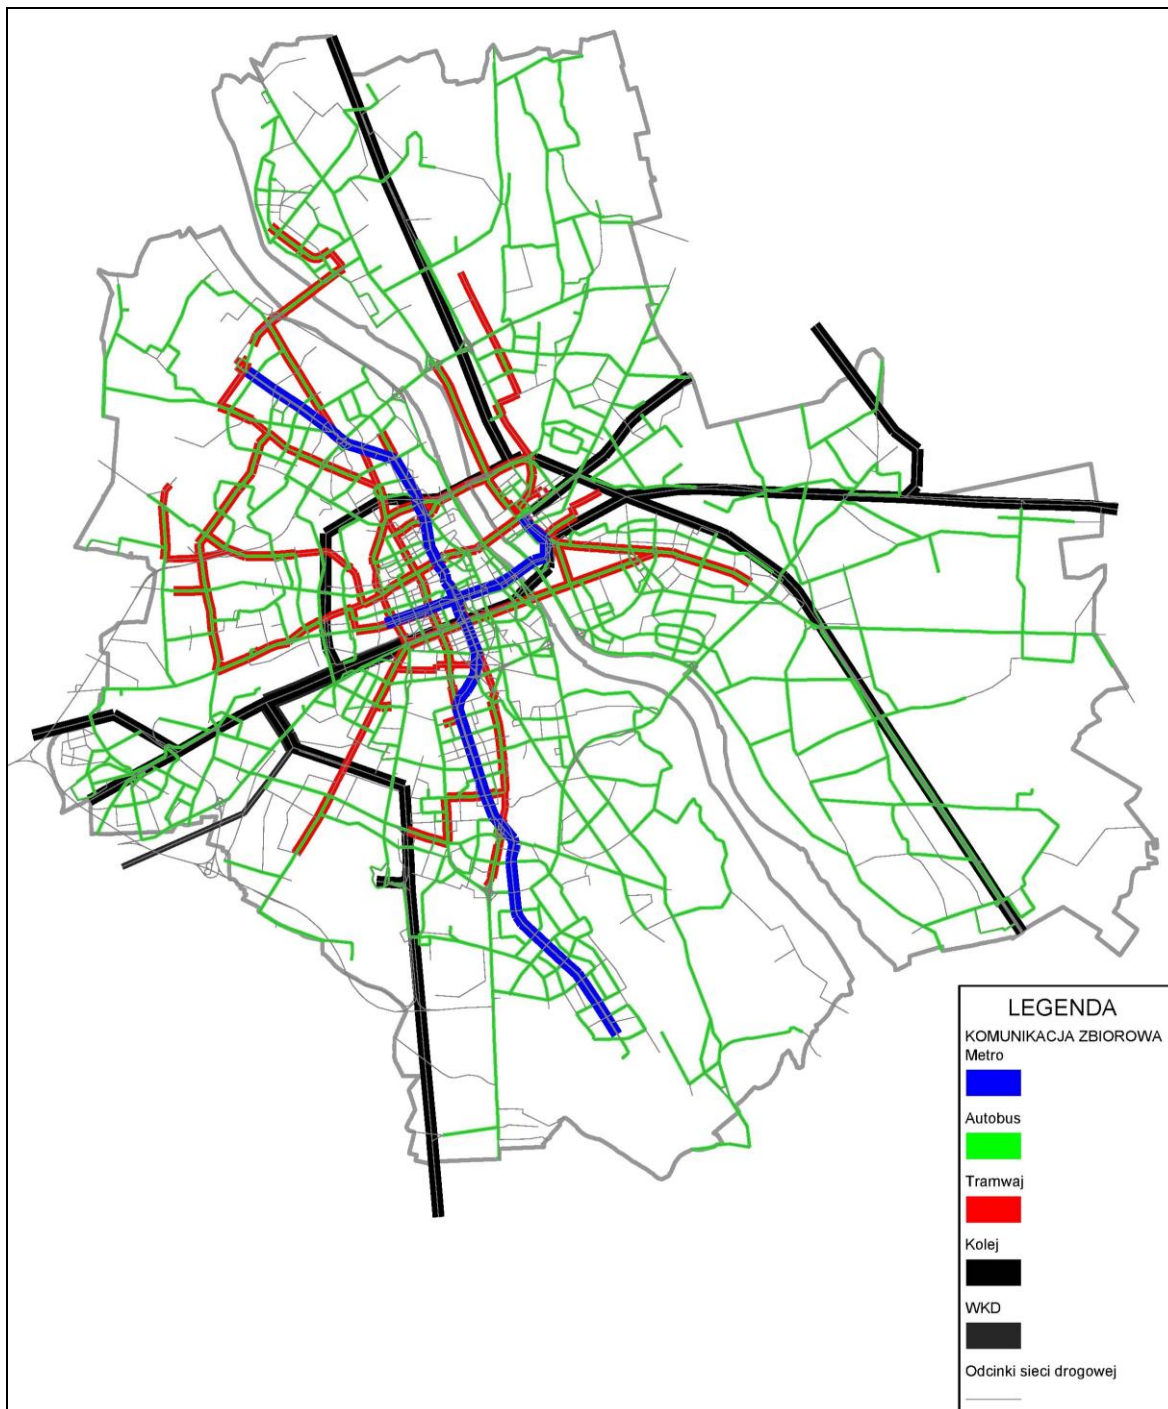 LEGENDA
KOMUNIKACJA ZBIOROWA
Metro
Autobus
Tramwaj
Kolej
WKD
Odcinki sieci drogowej